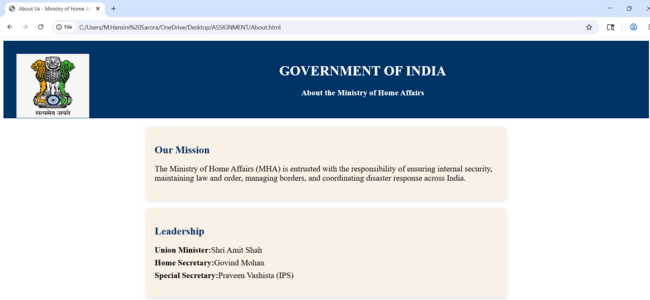 About Us - Ministry of Home A
File
C:/Users/M.Hansini%20Sarora/OneDrive/Desktop/ASSIGNMENT/About.html
GOVERNMENT OF INDIA
About the Ministry of Home Affairs
सत्यमेव जयते
Our Mission
The Ministry of Home Affairs (MHA) is entrusted with the responsibility of ensuring internal security,
maintaining law and order, managing borders, and coordinating disaster response across India.
Leadership
Union Minister:Shri Amit Shah
Home Secretary:Govind Mohan
Special Secretary:Praveen Vashista (IPS)